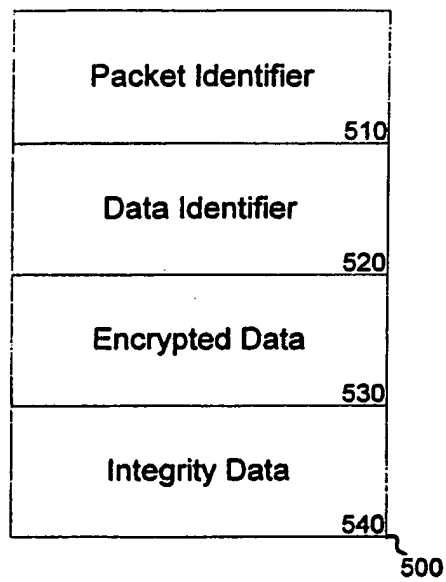 Packet Identifier
510
Data Identifier
520
Encrypted Data
530
Integrity Data
540
500